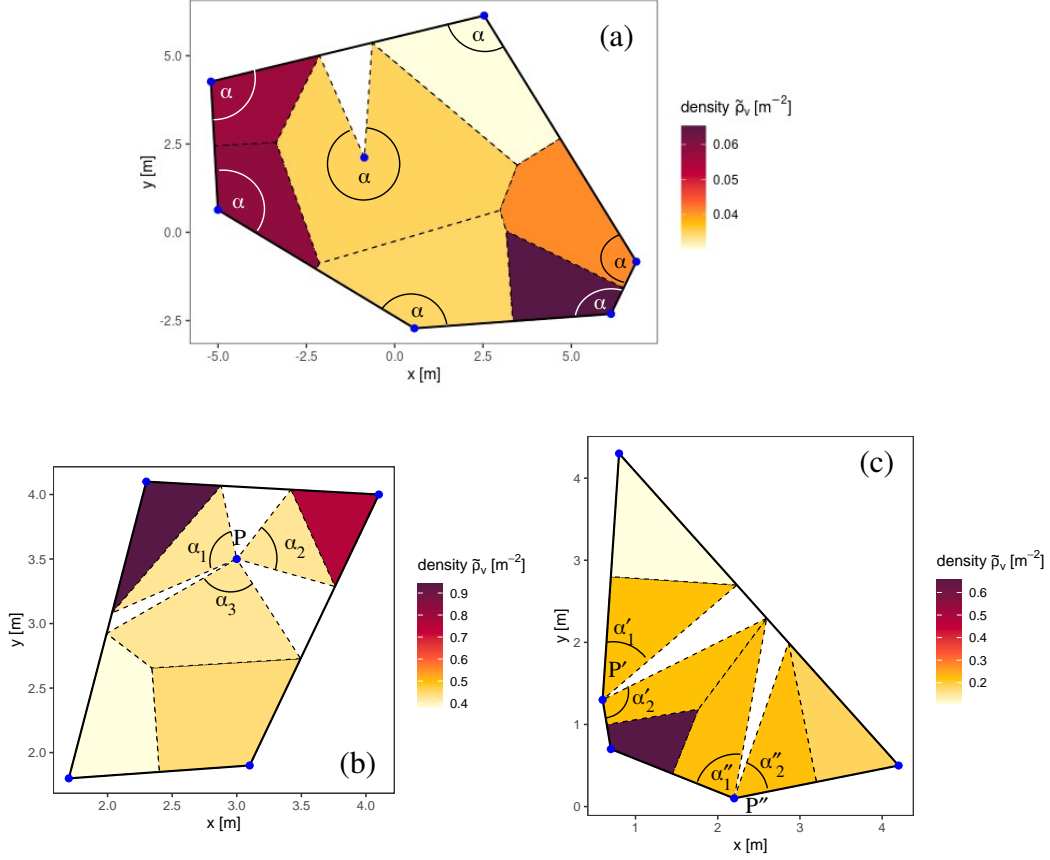 (a)
5.0
2.5
0.0
-2.5
y [m]
-5.0 -2.5 0.0 2.5 5.0
x [m]
α
α
α
α
α
α
α
density ρ̃ᵥ [m⁻²]
0.06
0.04
(b)
4.0
3.5
3.0
2.5
2.0
y [m]
2.0 2.5 3.0 3.5 4.0
x [m]
P
α₁
α₂
α₃
density ρ̃ᵥ [m⁻²]
0.9
0.8
0.7
0.6
0.5
0.4
(c)
4
3
2
1
0
y [m]
1 2 3 4
x [m]
α′₁
P′
α′₂
α″₁
α″₂
P″
density ρ̃ᵥ [m⁻²]
0.6
0.5
0.4
0.3
0.2